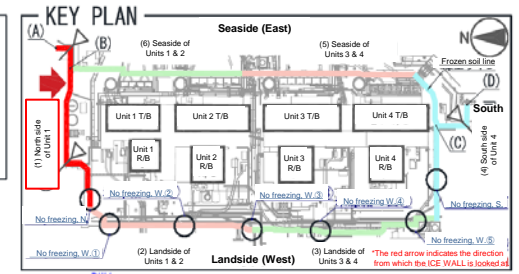 KEY PLAN
(A)
(B)
Seaside (East)
N
(6) Seaside of
Units 1 & 2
(5) Seaside of
Units 3 & 4
Frozen soil line
(D)
South
(C)
(1) North side
of Unit 1
(4) South side
of Unit 4
Unit 1 T/B
Unit 2 T/B
Unit 3 T/B
Unit 4 T/B
Unit 1
R/B
Unit 2
R/B
Unit 3
R/B
Unit 4
R/B
No freezing, N.
No freezing, W.②
No freezing, W.③
No freezing, W.④
No freezing, S.
No freezing, W.①
No freezing, W.⑤
(2) Landside of
Units 1 & 2
Landside (West)
(3) Landside of
Units 3 & 4
*The red arrow indicates the direction
from which the ICE WALL is looked at.